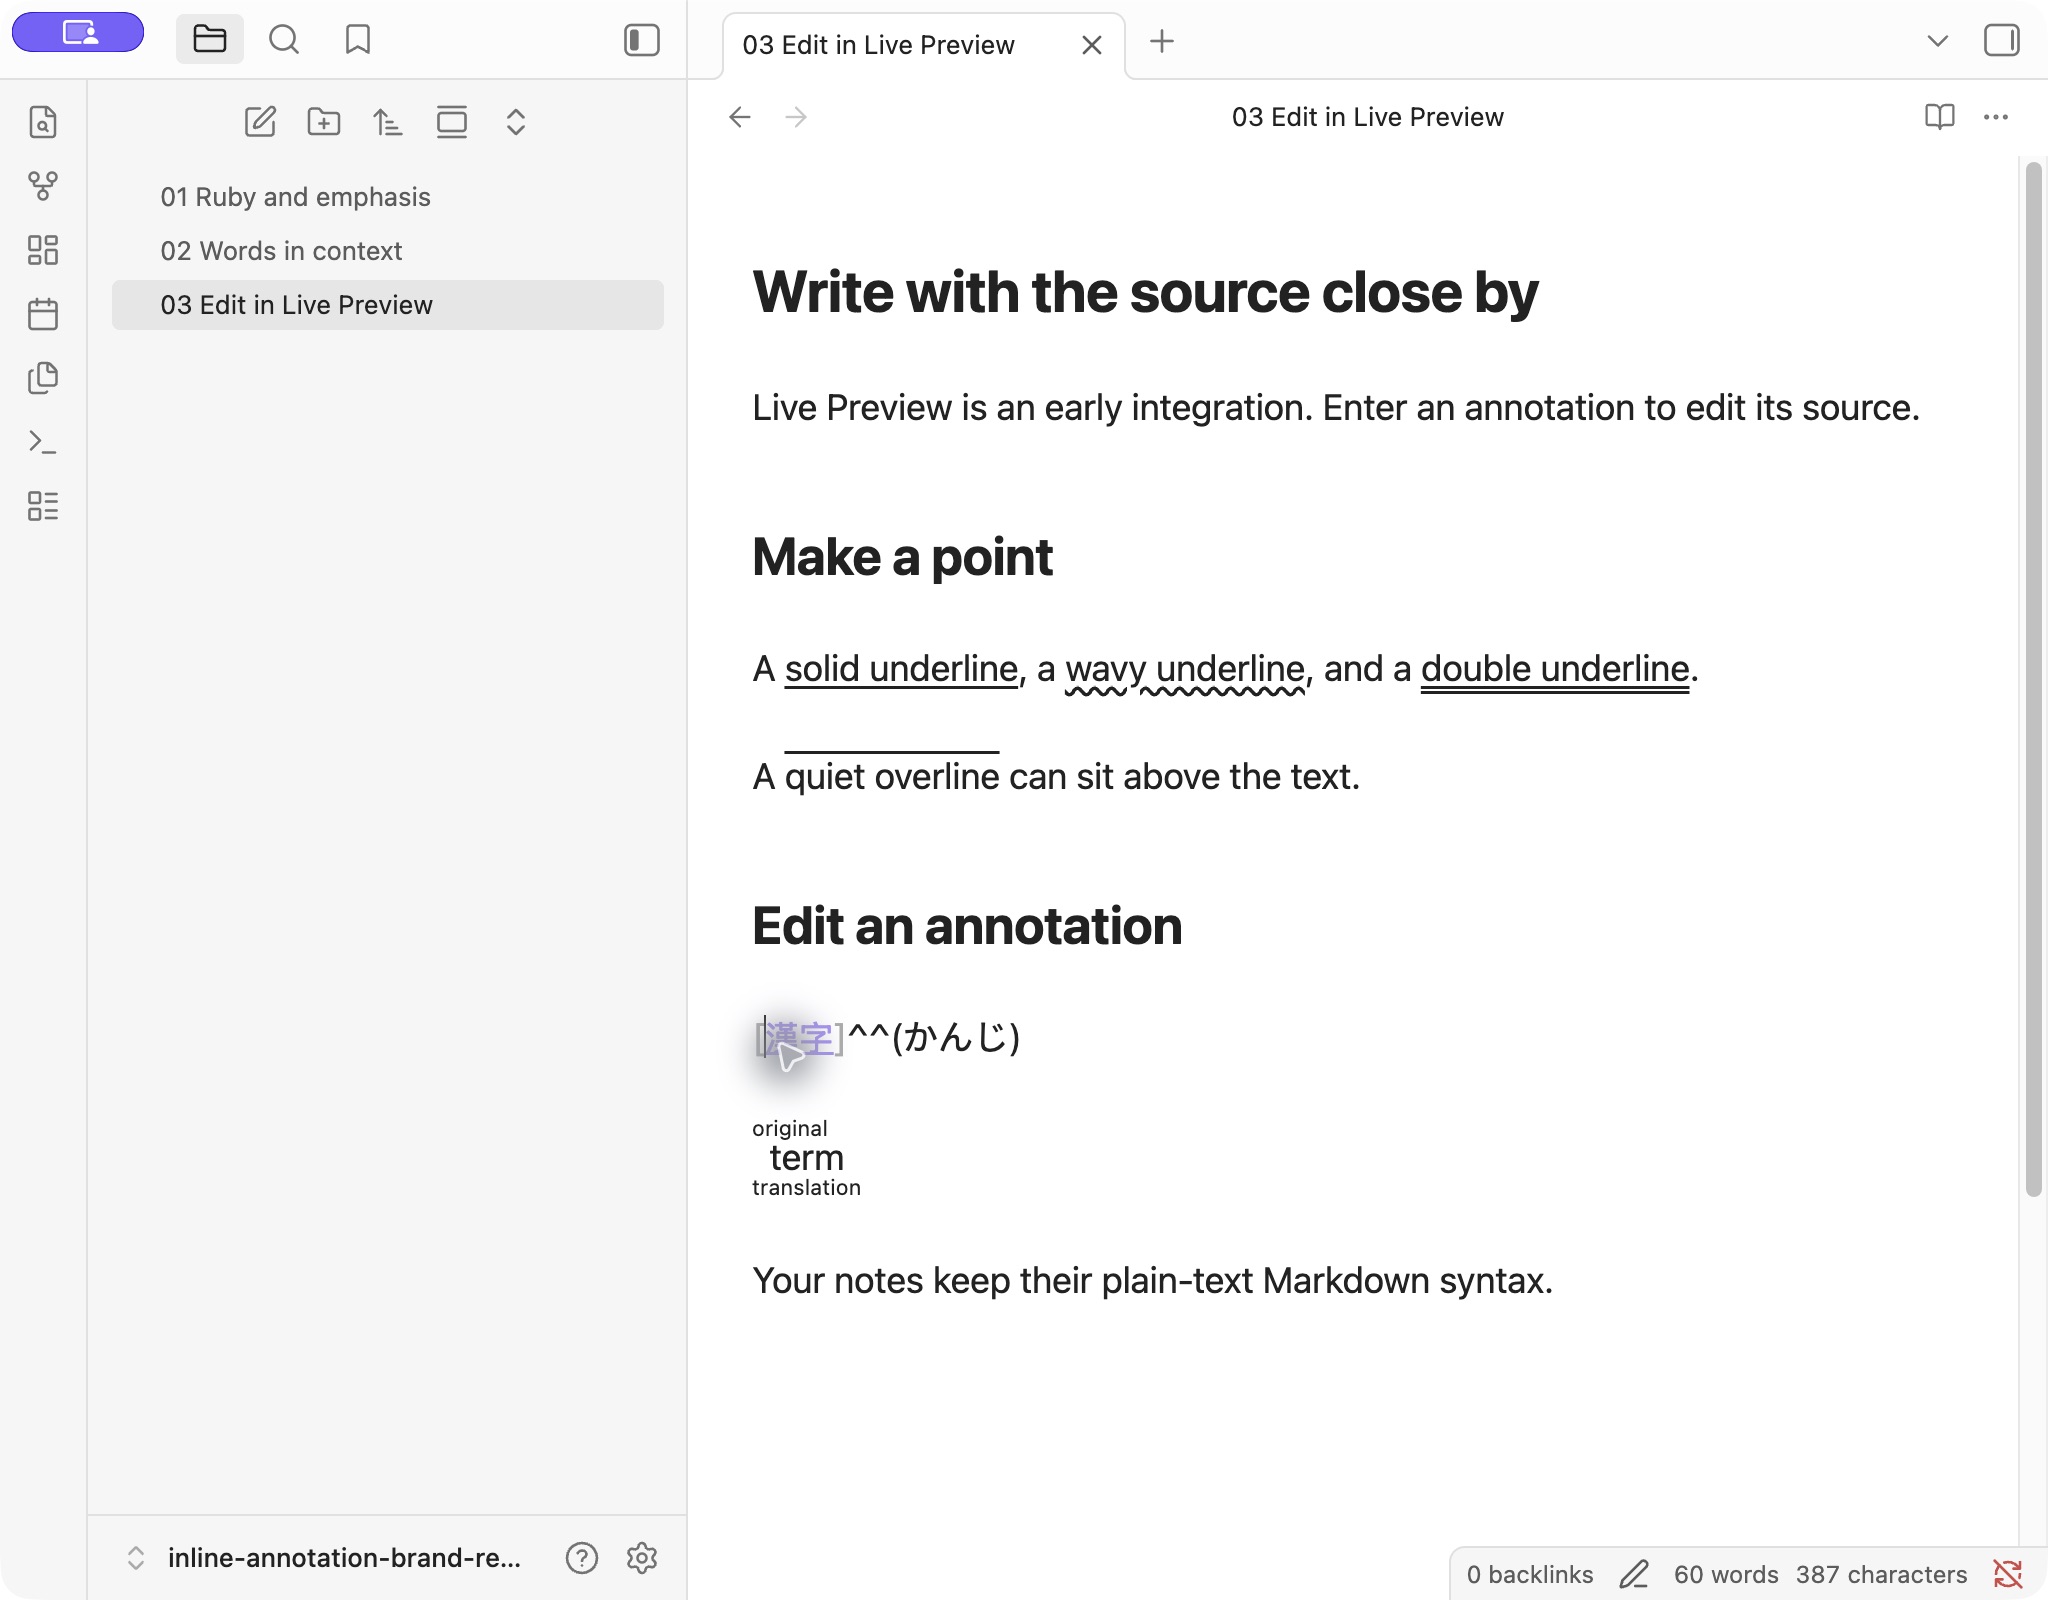 03 Edit in Live Preview
03 Edit in Live Preview
01 Ruby and emphasis
02 Words in context
03 Edit in Live Preview
Write with the source close by
Live Preview is an early integration. Enter an annotation to edit its source.
Make a point
A solid underline, a wavy underline, and a double underline.
A quiet overline can sit above the text.
Edit an annotation
[漢字]^^(かんじ)
original
term
translation
Your notes keep their plain-text Markdown syntax.
inline-annotation-brand-re...
0 backlinks 60 words 387 characters